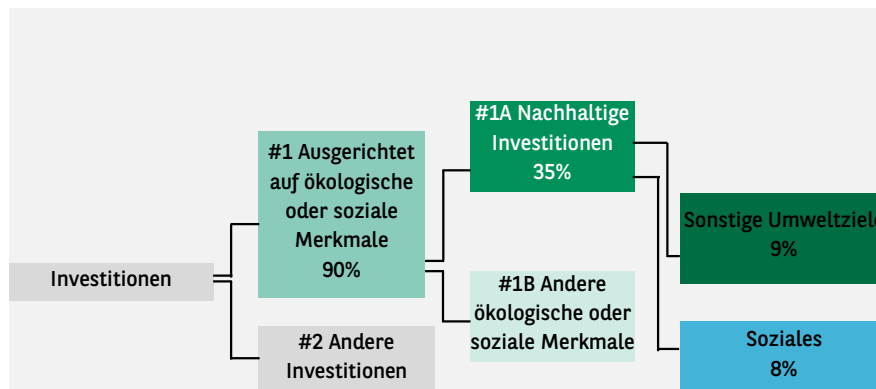 Investitionen
#1 Ausgerichtet
auf ökologische
oder soziale
Merkmale
90%
#2 Andere
Investitionen
#1A Nachhaltige
Investitionen
35%
#1B Andere
ökologische oder
soziale Merkmale
Sonstige Umweltziele
9%
Soziales
8%